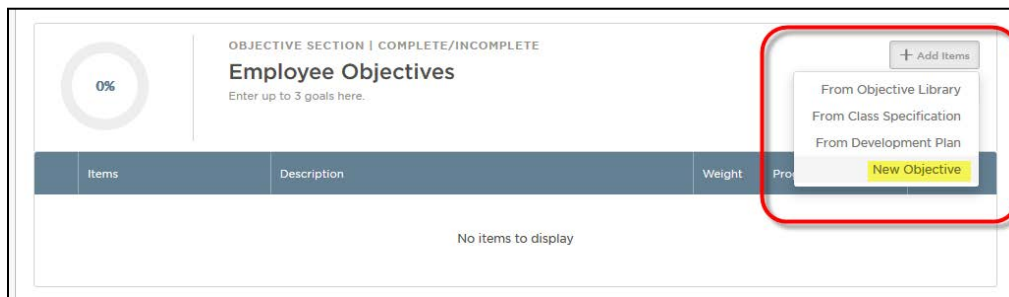 0%
OBJECTIVE SECTION | COMPLETE/INCOMPLETE
Employee Objectives
Enter up to 3 goals here.
+ Add Items
From Objective Library
From Class Specification
From Development Plan
New Objective
Items Description Weight
No items to display